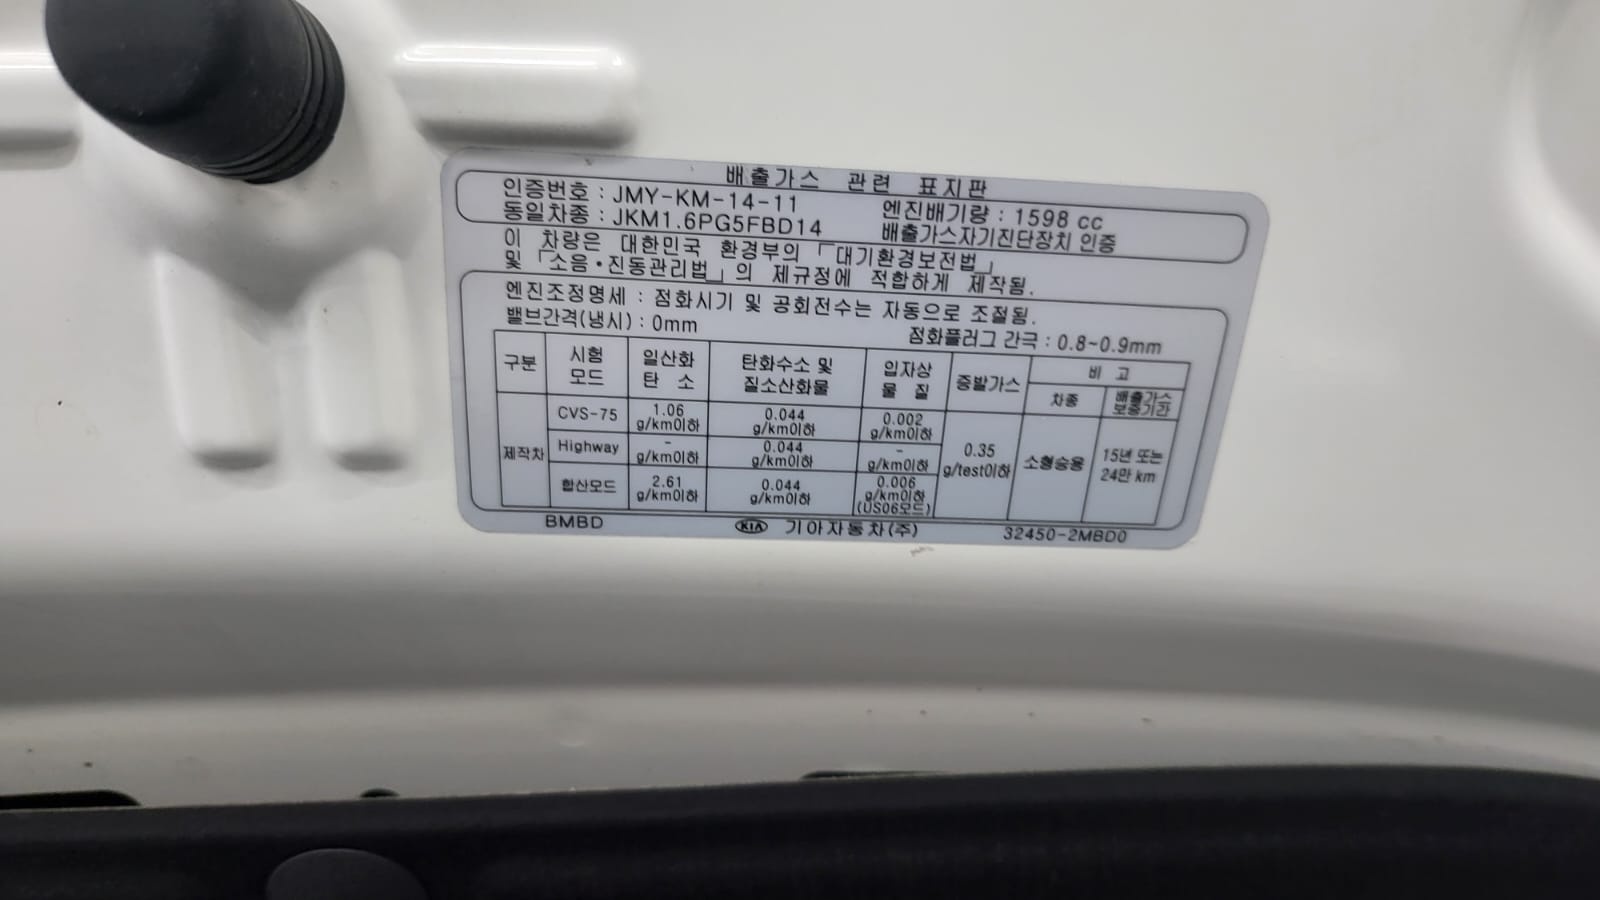 배출가스 관련 표지판
인증번호 : JMY-KM-14-11 엔진배기량 : 1598 cc
동일차종 : JKM1.6PG5FBD14 배출가스자기진단장치 인증
이 차량은 대한민국 환경부의 「대기환경보전법」
및 「소음·진동관리법」의 제규정에 적합하게 제작됨.
엔진조정명세 : 점화시기 및 공회전수는 자동으로 조절됨.
밸브간격(냉시) : 0mm 점화플러그 간극 : 0.8~0.9mm
구분 시험 모드 일산화 탄소 탄화수소 및 질소산화물 입자상 물질 증발가스 비고
차종 배출가스 보증기간
제작차 CVS-75 1.06 g/km이하 0.044 g/km이하 0.002 g/km이하 0.35 g/test이하 소형승용 15년 또는 24만 km
Highway - g/km이하 0.044 g/km이하 - g/km이하
합산모드 2.61 g/km이하 0.044 g/km이하 0.006 g/km이하 (US06모드)
BMBD KIA 기아자동차(주) 32450-2MBD0